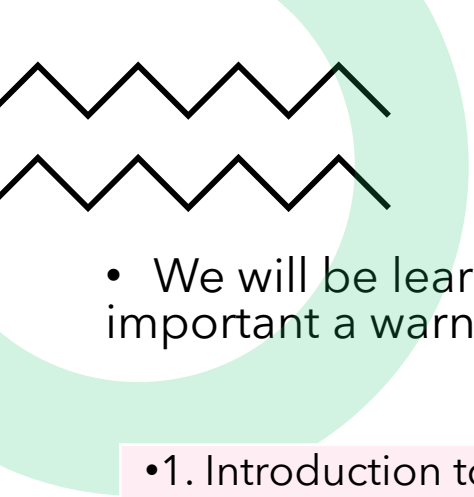 • We will be lear
important a warn
•1. Introduction to